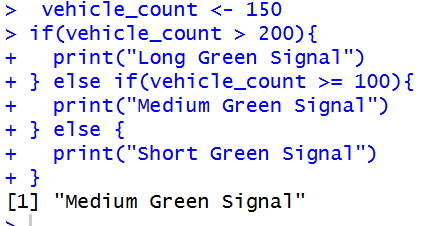 >  vehicle_count <- 150
> if(vehicle_count > 200){
+   print("Long Green Signal")
+ } else if(vehicle_count >= 100){
+   print("Medium Green Signal")
+ } else {
+   print("Short Green Signal")
+ }
[1] "Medium Green Signal"
>